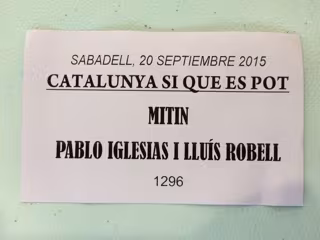 SABADELL, 20 SEPTIEMBRE 2015
CATALUNYA SI QUE ES POT
MITIN
PABLO IGLESIAS I LLUÍS ROBELL
1296